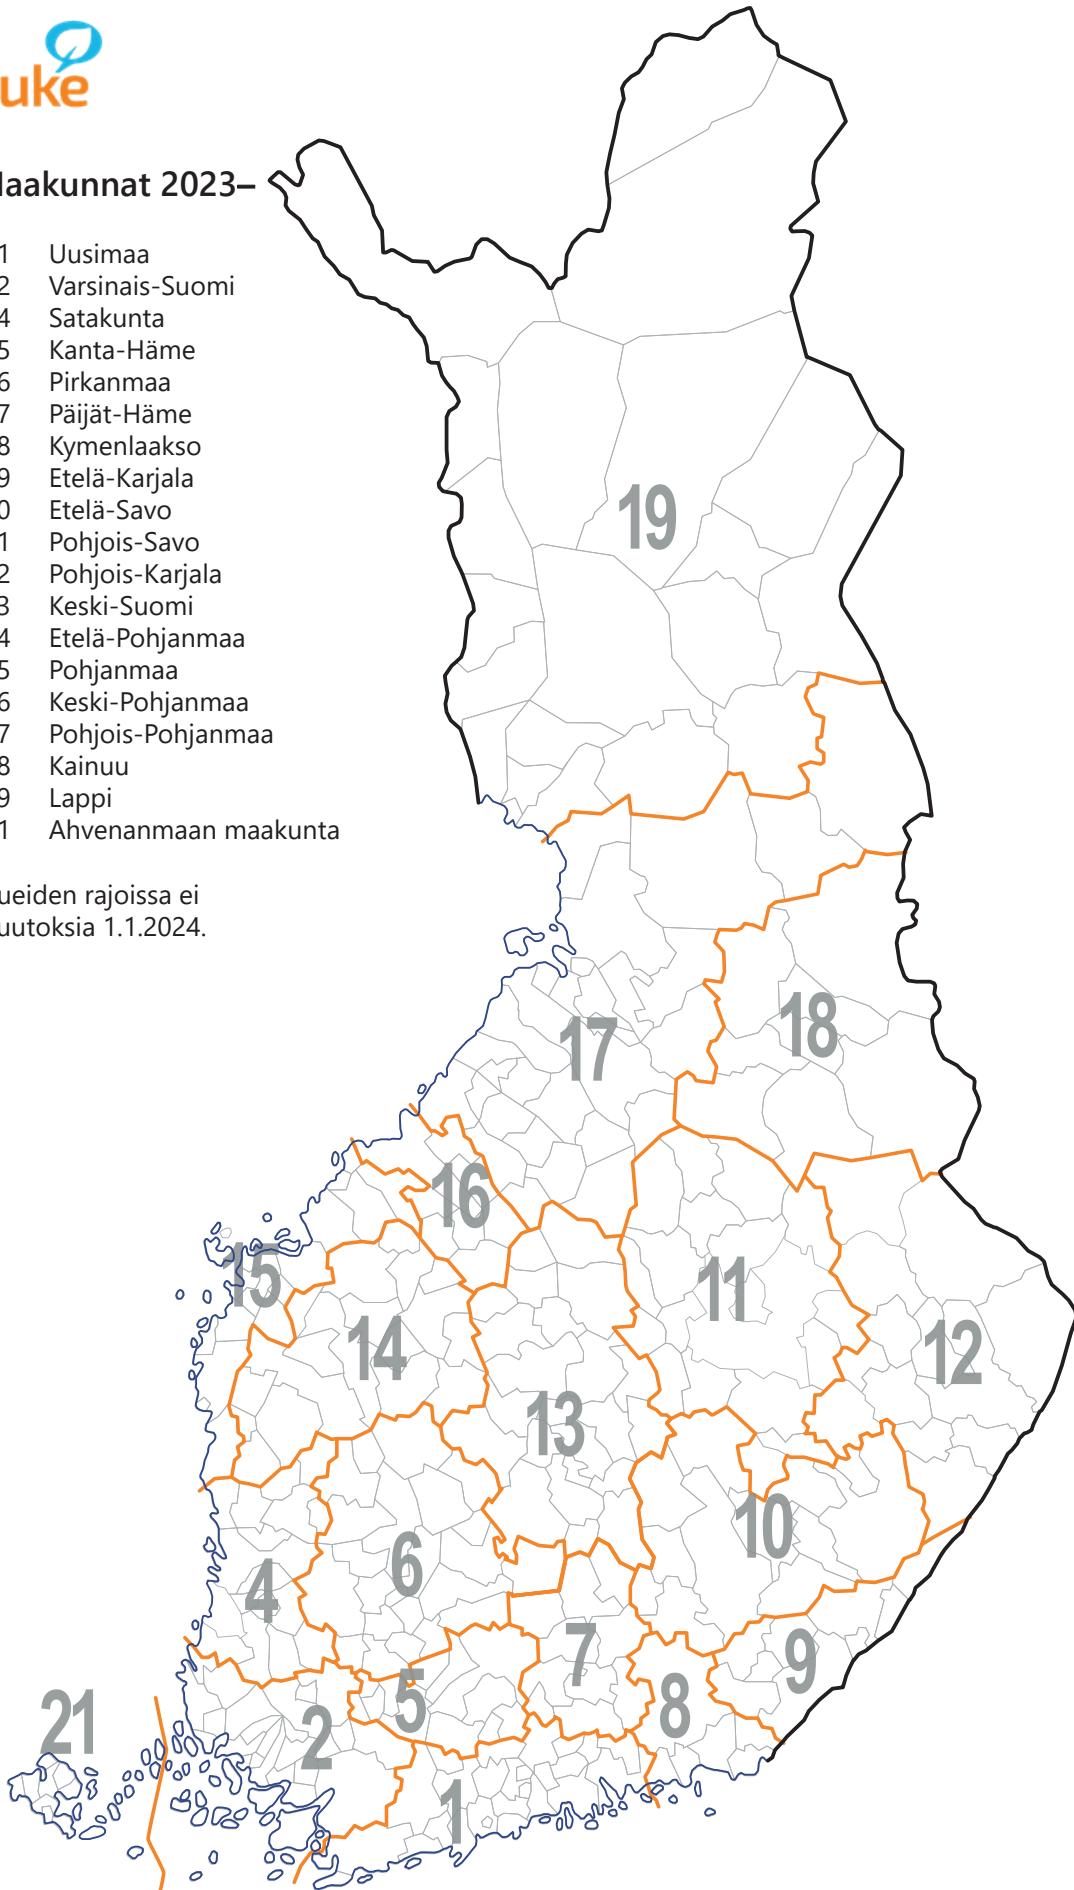 uke
laakunnat 2023–
1 Uusimaa
2 Varsinais-Suomi
4 Satakunta
5 Kanta-Häme
6 Pirkanmaa
7 Päijät-Häme
8 Kymenlaakso
9 Etelä-Karjala
0 Etelä-Savo
1 Pohjois-Savo
2 Pohjois-Karjala
3 Keski-Suomi
4 Etelä-Pohjanmaa
5 Pohjanmaa
6 Keski-Pohjanmaa
7 Pohjois-Pohjanmaa
8 Kainuu
9 Lappi
1 Ahvenanmaan maakunta
ueiden rajoissa ei
uutoksia 1.1.2024.
19
18
17
16
15
14
11
12
13
10
6
4
7
9
5
8
21
2
1